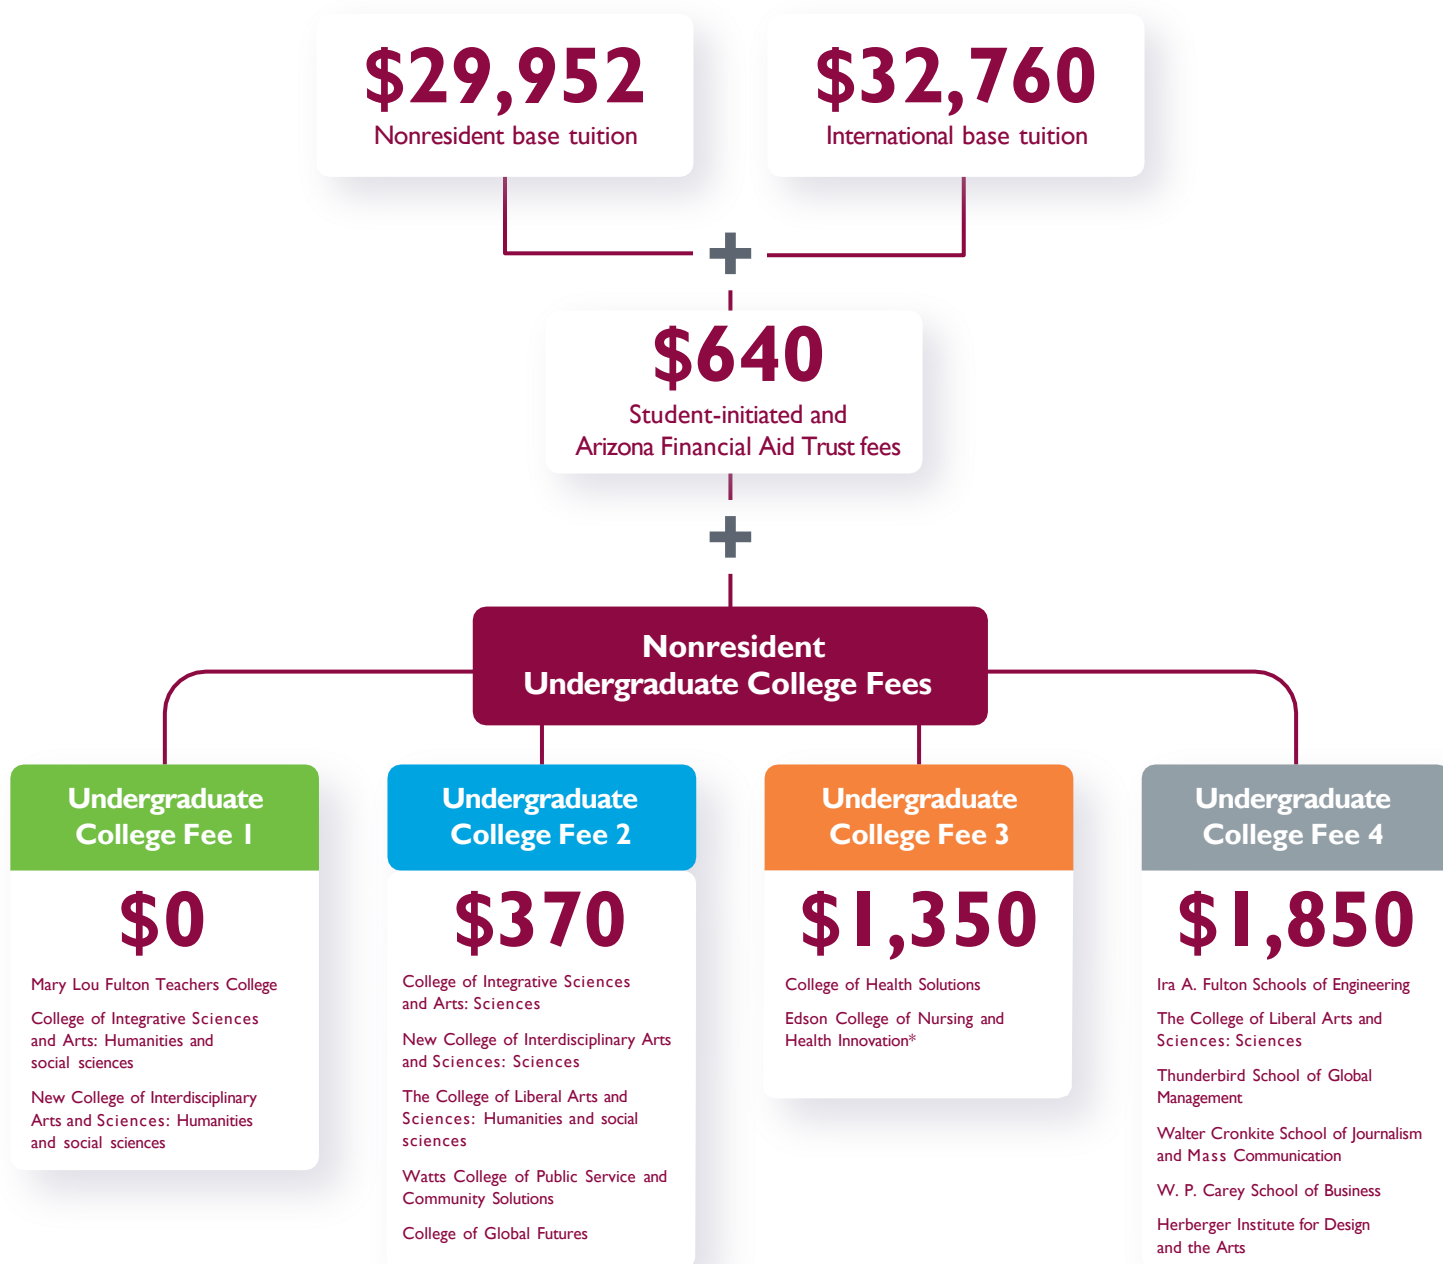 $29,952
Nonresident base tuition
$32,760
International base tuition
+
$640
Student-initiated and
Arizona Financial Aid Trust fees
+
Nonresident
Undergraduate College Fees
Undergraduate
College Fee 1
$0
Mary Lou Fulton Teachers College
College of Integrative Sciences
and Arts: Humanities and
social sciences
New College of Interdisciplinary
Arts and Sciences: Humanities
and social sciences
Undergraduate
College Fee 2
$370
College of Integrative Sciences
and Arts: Sciences
New College of Interdisciplinary Arts
and Sciences: Sciences
The College of Liberal Arts and
Sciences: Humanities and social
sciences
Watts College of Public Service and
Community Solutions
College of Global Futures
Undergraduate
College Fee 3
$1,350
College of Health Solutions
Edson College of Nursing and
Health Innovation*
Undergraduate
College Fee 4
$1,850
Ira A. Fulton Schools of Engineering
The College of Liberal Arts and
Sciences: Sciences
Thunderbird School of Global
Management
Walter Cronkite School of Journalism
and Mass Communication
W. P. Carey School of Business
Herberger Institute for Design
and the Arts